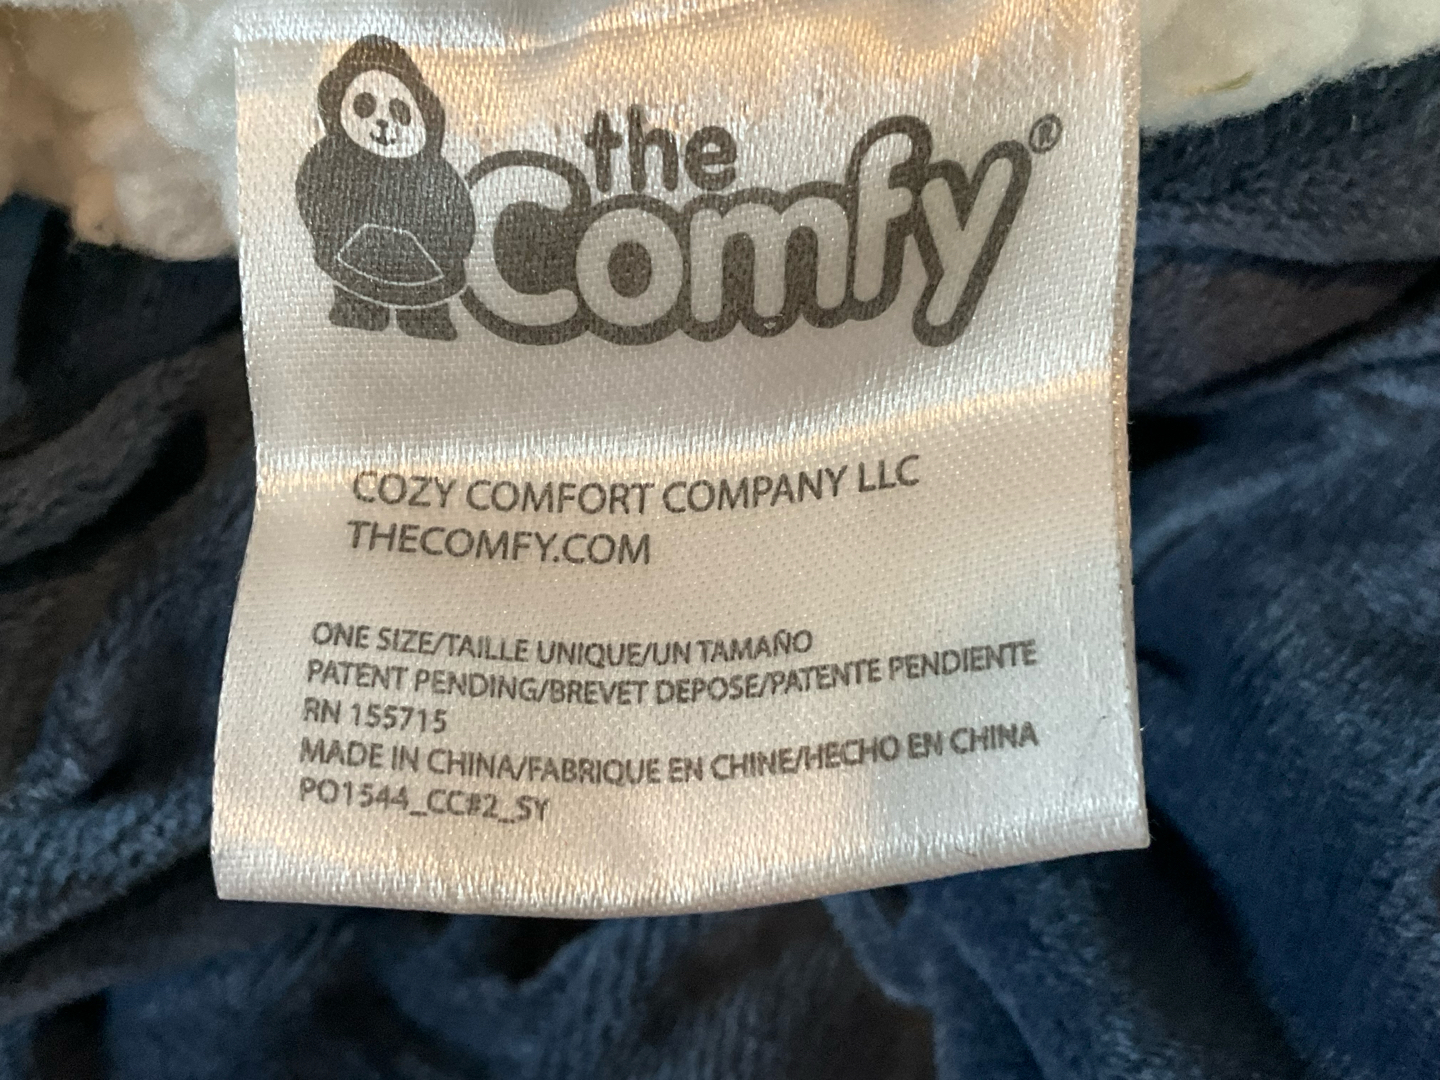 the
Comfy®
COZY COMFORT COMPANY LLC
THECOMFY.COM
ONE SIZE/TAILLE UNIQUE/UN TAMAÑO
PATENT PENDING/BREVET DEPOSE/PATENTE PENDIENTE
RN 155715
MADE IN CHINA/FABRIQUE EN CHINE/HECHO EN CHINA
PO1544_CC#2_SY